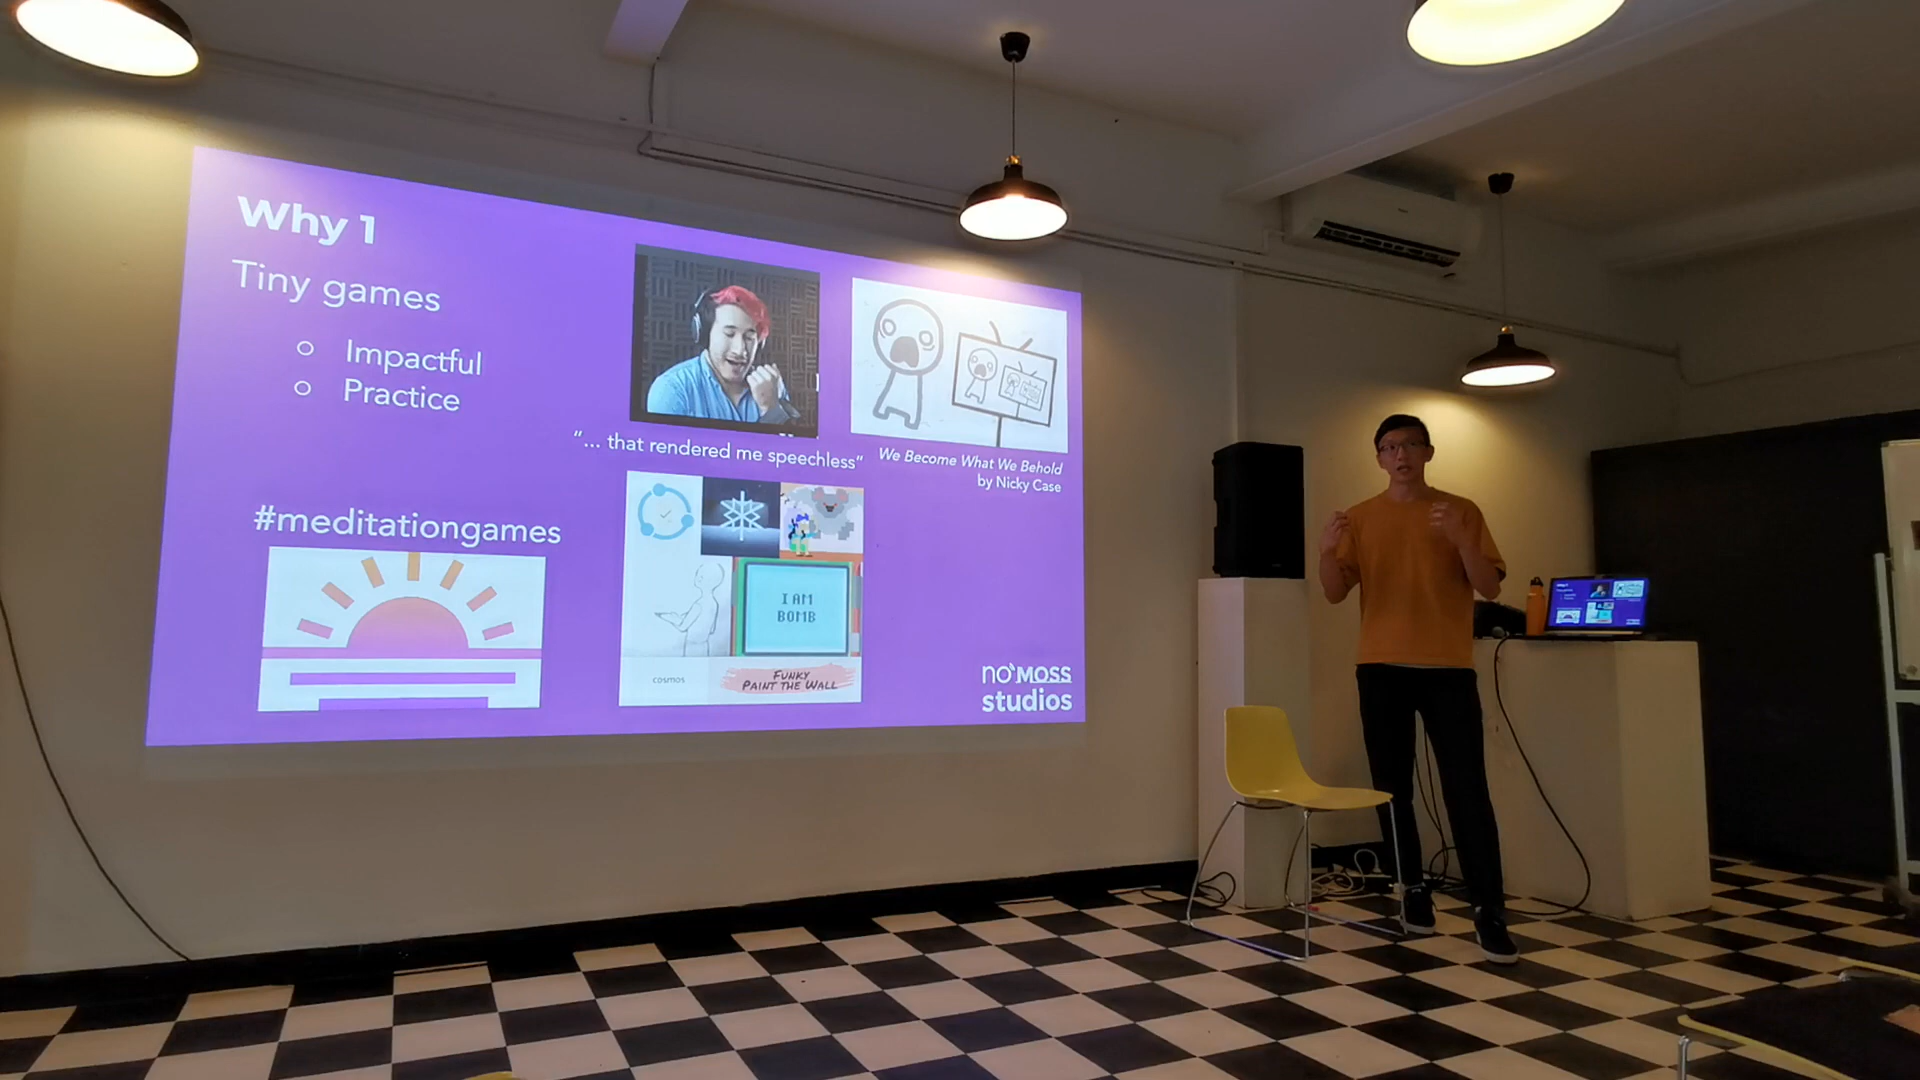 Why 1
Tiny games
Impactful
Practice
"... that rendered me speechless"
We Become What We Behold
by Nicky Case
#meditationgames
I AM
BOMB
cosmos
FUNKY
PAINT THE WALL
no moss
studios